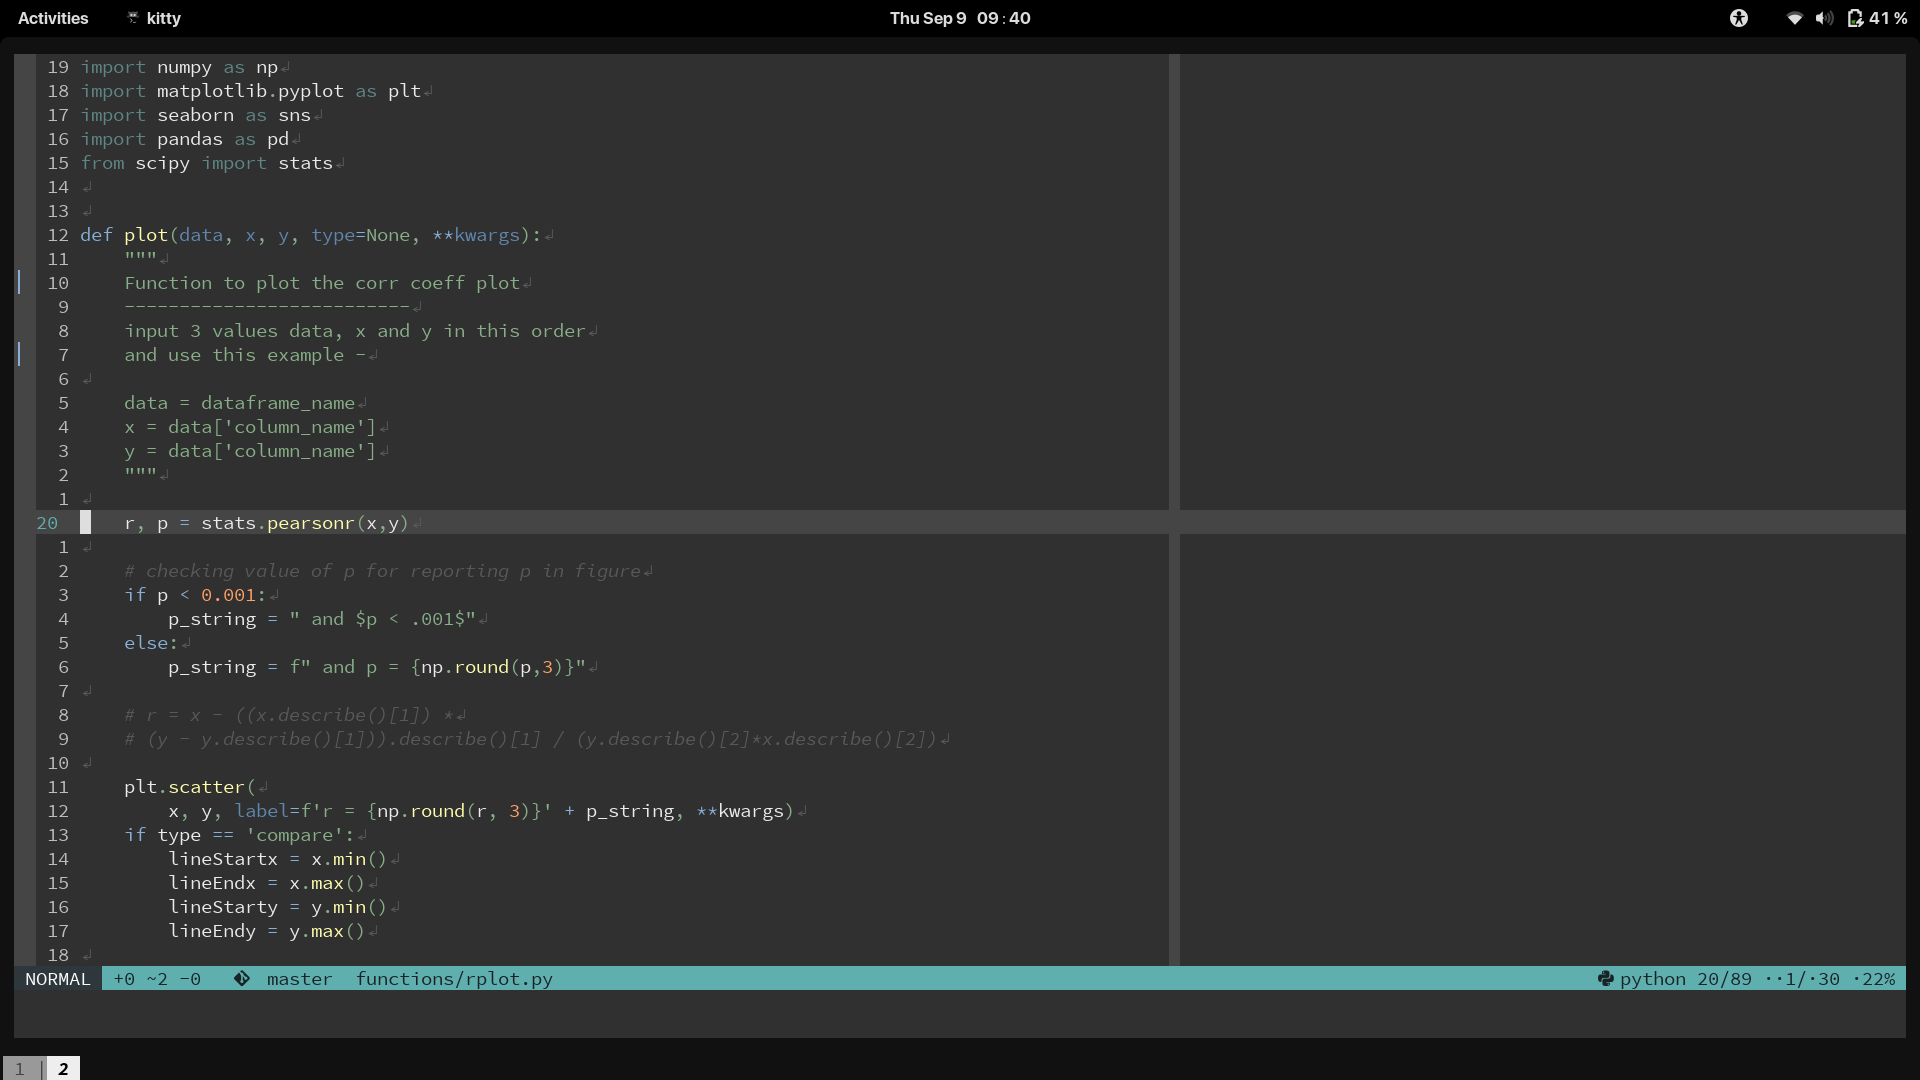 Activities kitty Thu Sep 9 09:40 41 %
19 import numpy as np
18 import matplotlib.pyplot as plt
17 import seaborn as sns
16 import pandas as pd
15 from scipy import stats
14
13
12 def plot(data, x, y, type=None, **kwargs):
11     """
10     Function to plot the corr coeff plot
9     --------------------------
8     input 3 values data, x and y in this order
7     and use this example -
6
5     data = dataframe_name
4     x = data['column_name']
3     y = data['column_name']
2     """
1
20     r, p = stats.pearsonr(x,y)
1
2     # checking value of p for reporting p in figure
3     if p < 0.001:
4         p_string = " and $p < .001$"
5     else:
6         p_string = f" and p = {np.round(p,3)}"
7
8     # r = x - ((x.describe()[1]) *
9     # (y - y.describe()[1])).describe()[1] / (y.describe()[2]*x.describe()[2])
10
11     plt.scatter(
12         x, y, label=f'r = {np.round(r, 3)}' + p_string, **kwargs)
13     if type == 'compare':
14         lineStartx = x.min()
15         lineEndx = x.max()
16         lineStarty = y.min()
17         lineEndy = y.max()
18
NORMAL +0 ~2 -0 master functions/rplot.py python 20/89 ··1/·30 ·22%
1 | 2